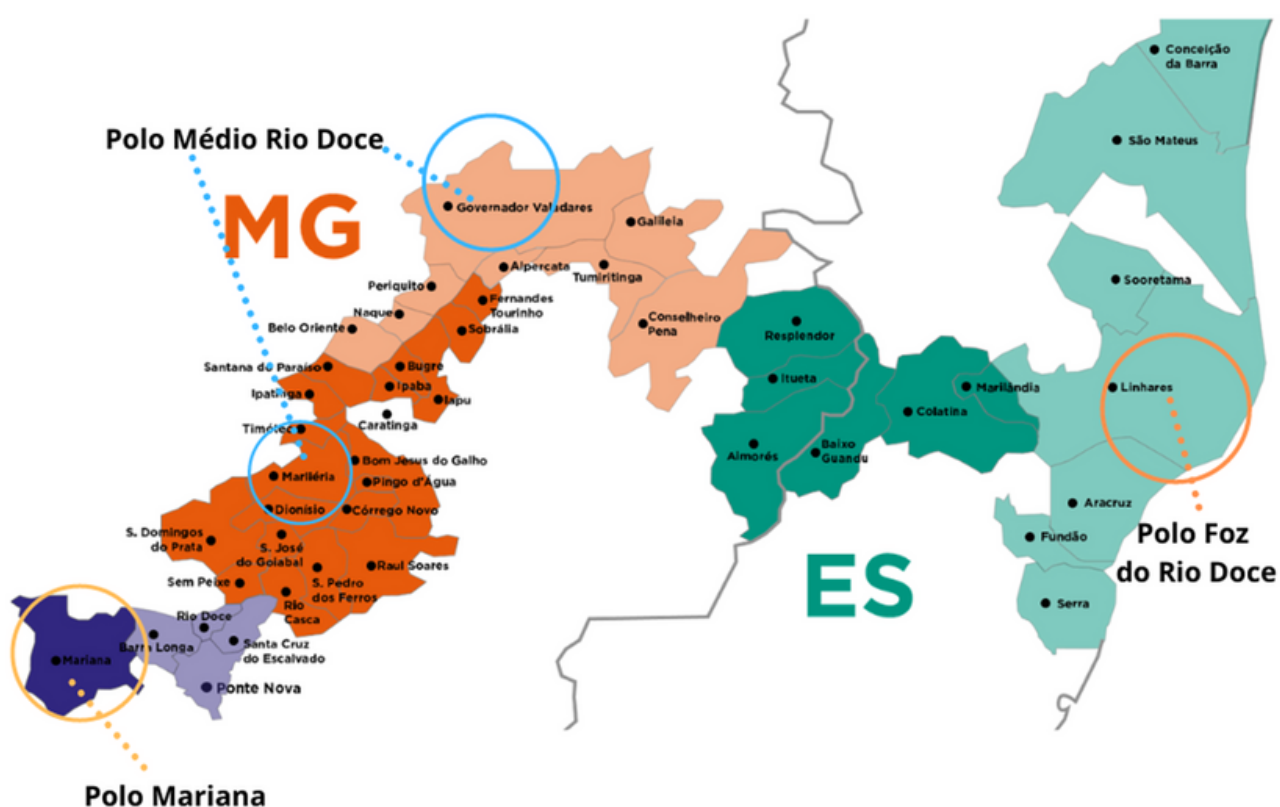 Conceição
da Barra
São Mateus
Polo Médio Rio Doce
MG
Governador Valadares
Galileia
Alpercata
Tumiritinga
Sooretama
Periquito
Fernandes
Tourinho
Naque
Belo Oriente
Sobrália
Conselheiro
Pena
Resplendor
Santana do Paraíso
Bugre
Ipaba
Itueta
Marilândia
Linhares
Ipatinga
Iapu
Caratinga
Colatina
Timóteo
Baixo
Guandu
Aimorés
Bom Jesus do Galho
Marliéria
Pingo d'Água
Dionísio
Córrego Novo
Aracruz
S. Domingos
do Prata
S. José
do Goiabal
Fundão
Polo Foz
do Rio Doce
Raul Soares
Sem Peixe
S. Pedro
dos Ferros
Rio
Casca
ES
Serra
Rio Doce
Barra Longa
Santa Cruz
do Escalvado
Mariana
Ponte Nova
Polo Mariana